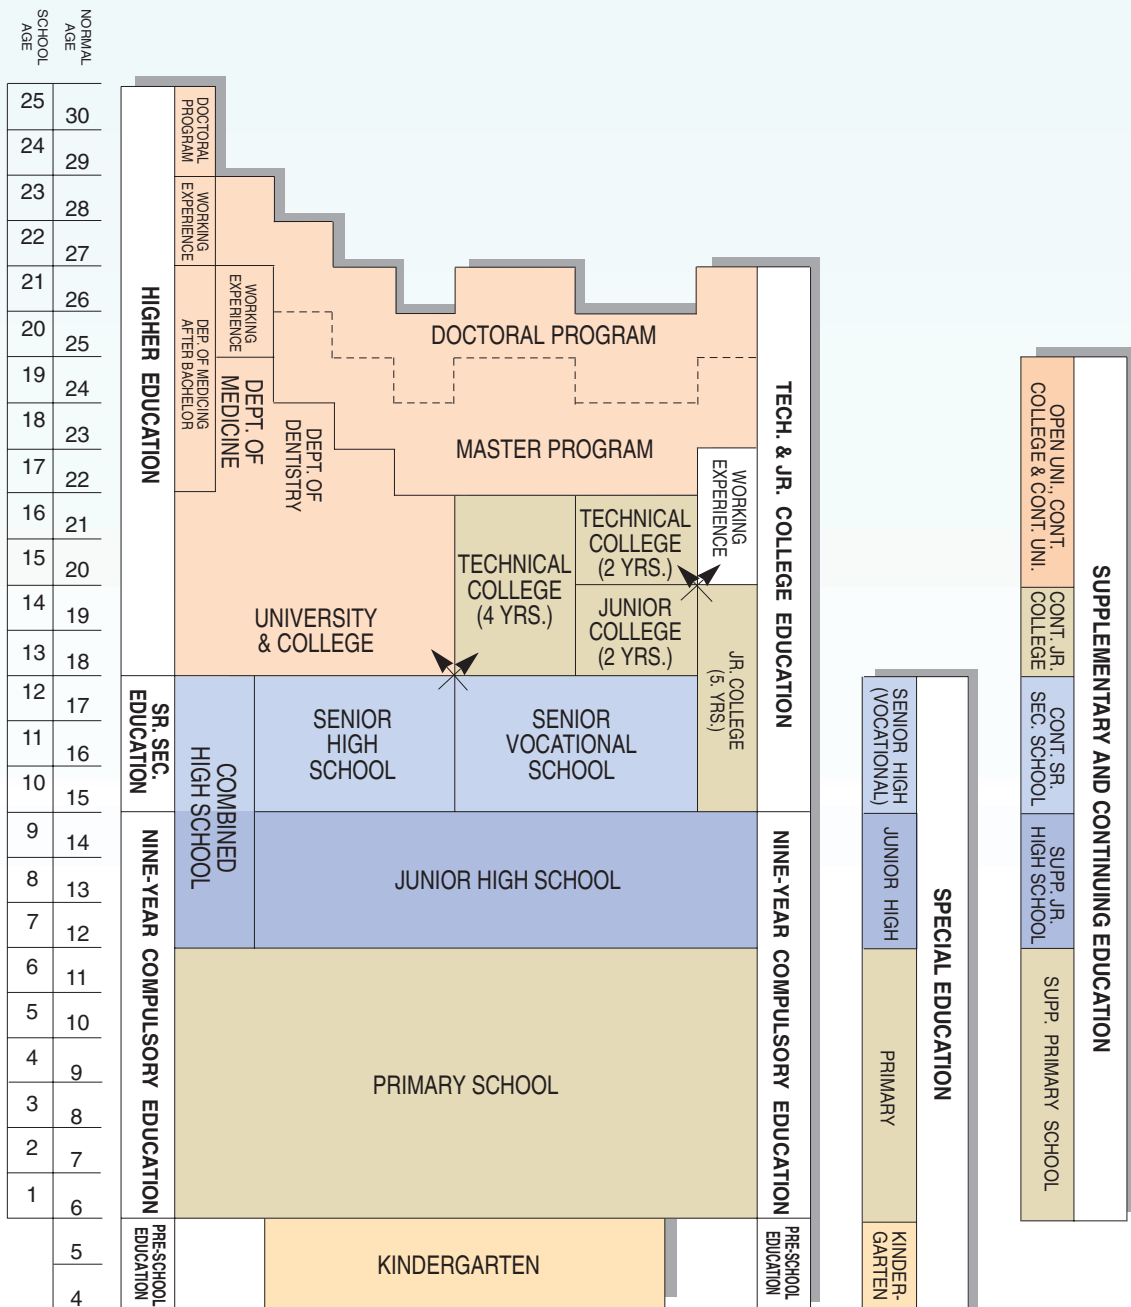 SCHOOL
AGE
NORMAL
AGE
25
24
23
22
21
20
19
18
17
16
15
14
13
12
11
10
9
8
7
6
5
4
3
2
1
30
29
28
27
26
25
24
23
22
21
20
19
18
17
16
15
14
13
12
11
10
9
8
7
6
5
4
HIGHER EDUCATION
SR. SEC.
EDUCATION
NINE-YEAR COMPULSORY EDUCATION
PRE-SCHOOL
EDUCATION
DOCTORAL
PROGRAM
WORKING
EXPERIENCE
DEP. OF MEDICING
AFTER BACHELOR
WORKING
EXPERIENCE
DEPT. OF
MEDICINE
DEPT. OF
DENTISTRY
DOCTORAL PROGRAM
MASTER PROGRAM
UNIVERSITY
& COLLEGE
TECHNICAL
COLLEGE
(4 YRS.)
TECHNICAL
COLLEGE
(2 YRS.)
JUNIOR
COLLEGE
(2 YRS.)
WORKING
EXPERIENCE
JR. COLLEGE
(5. YRS.)
COMBINED
HIGH SCHOOL
SENIOR
HIGH
SCHOOL
SENIOR
VOCATIONAL
SCHOOL
JUNIOR HIGH SCHOOL
PRIMARY SCHOOL
KINDERGARTEN
TECH. & JR. COLLEGE EDUCATION
NINE-YEAR COMPULSORY EDUCATION
PRE-SCHOOL
EDUCATION
SENIOR HIGH
(VOCATIONAL)
JUNIOR HIGH
PRIMARY
KINDER-
GARTEN
SPECIAL EDUCATION
OPEN UNI., CONT.
COLLEGE & CONT. UNI.
CONT. JR.
COLLEGE
CONT. SR.
SEC. SCHOOL
SUPP. JR.
HIGH SCHOOL
SUPP. PRIMARY SCHOOL
SUPPLEMENTARY AND CONTINUING EDUCATION